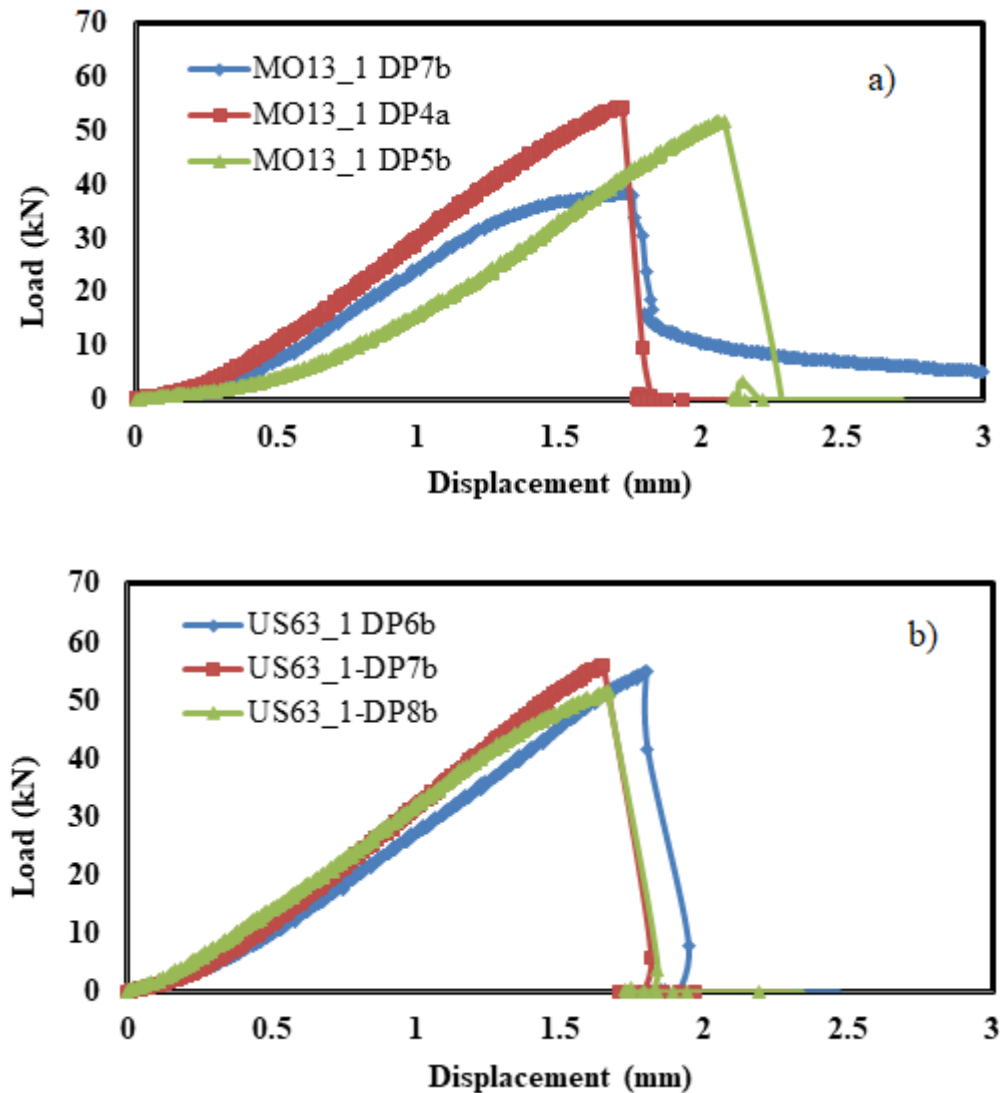 70
60
50
40
30
20
10
0
Load (kN)
MO13_1 DP7b
MO13_1 DP4a
MO13_1 DP5b
a)
0 0.5 1 1.5 2 2.5 3
Displacement (mm)
70
60
50
40
30
20
10
0
Load (kN)
US63_1 DP6b
US63_1-DP7b
US63_1-DP8b
b)
0 0.5 1 1.5 2 2.5 3
Displacement (mm)